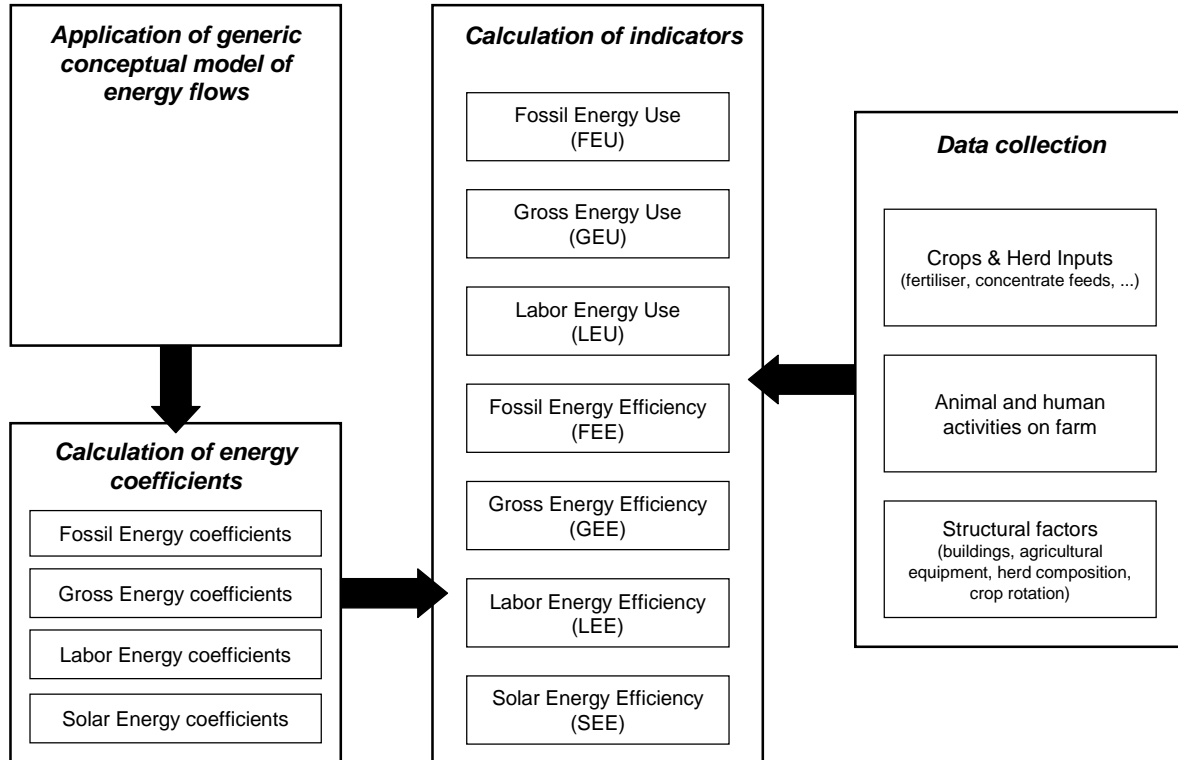 Application of generic
conceptual model of
energy flows
Calculation of energy
coefficients
Fossil Energy coefficients
Gross Energy coefficients
Labor Energy coefficients
Solar Energy coefficients
Calculation of indicators
Fossil Energy Use
(FEU)
Gross Energy Use
(GEU)
Labor Energy Use
(LEU)
Fossil Energy Efficiency
(FEE)
Gross Energy Efficiency
(GEE)
Labor Energy Efficiency
(LEE)
Solar Energy Efficiency
(SEE)
Data collection
Crops & Herd Inputs
(fertiliser, concentrate feeds, ...)
Animal and human
activities on farm
Structural factors
(buildings, agricultural
equipment, herd composition,
crop rotation)